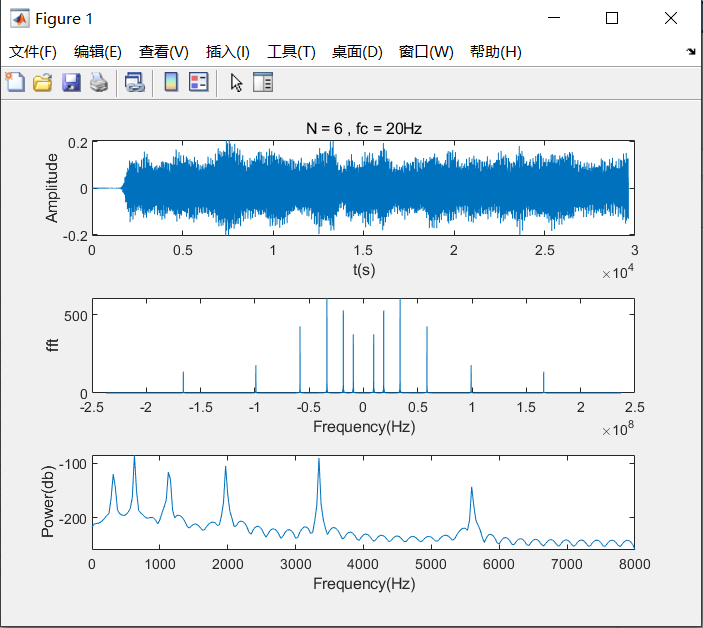 Figure 1
文件(F) 编辑(E) 查看(V) 插入(I) 工具(T) 桌面(D) 窗口(W) 帮助(H)
N = 6 , fc = 20Hz
0.2
0
-0.2
Amplitude
0 0.5 1 1.5 2 2.5 3
t(s)
×10^4
500
0
fft
-2.5 -2 -1.5 -1 -0.5 0 0.5 1 1.5 2 2.5
Frequency(Hz)
×10^8
-100
-200
Power(db)
0 1000 2000 3000 4000 5000 6000 7000 8000
Frequency(Hz)